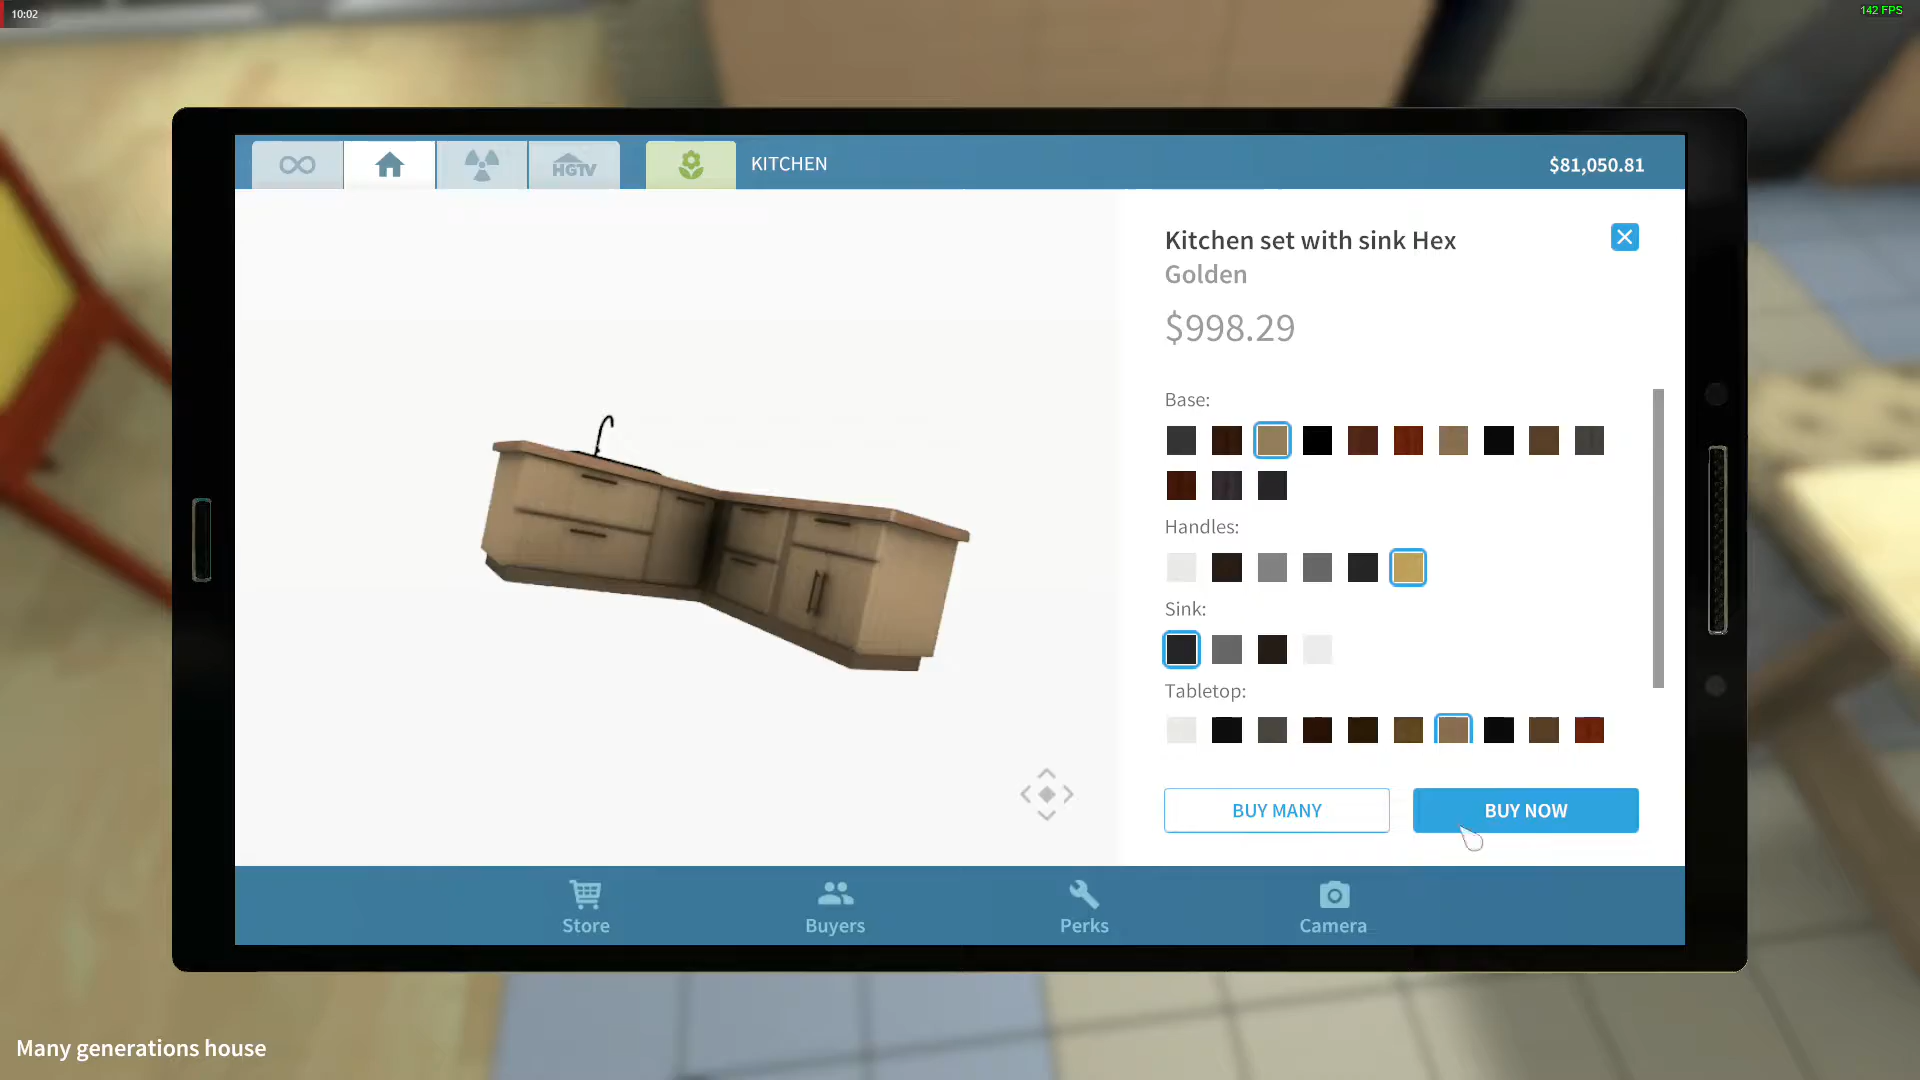 10:02
142 FPS
HGTV
KITCHEN
$81,050.81
Kitchen set with sink Hex
Golden
$998.29
Base:
Handles:
Sink:
Tabletop:
BUY MANY
BUY NOW
Store
Buyers
Perks
Camera
Many generations house